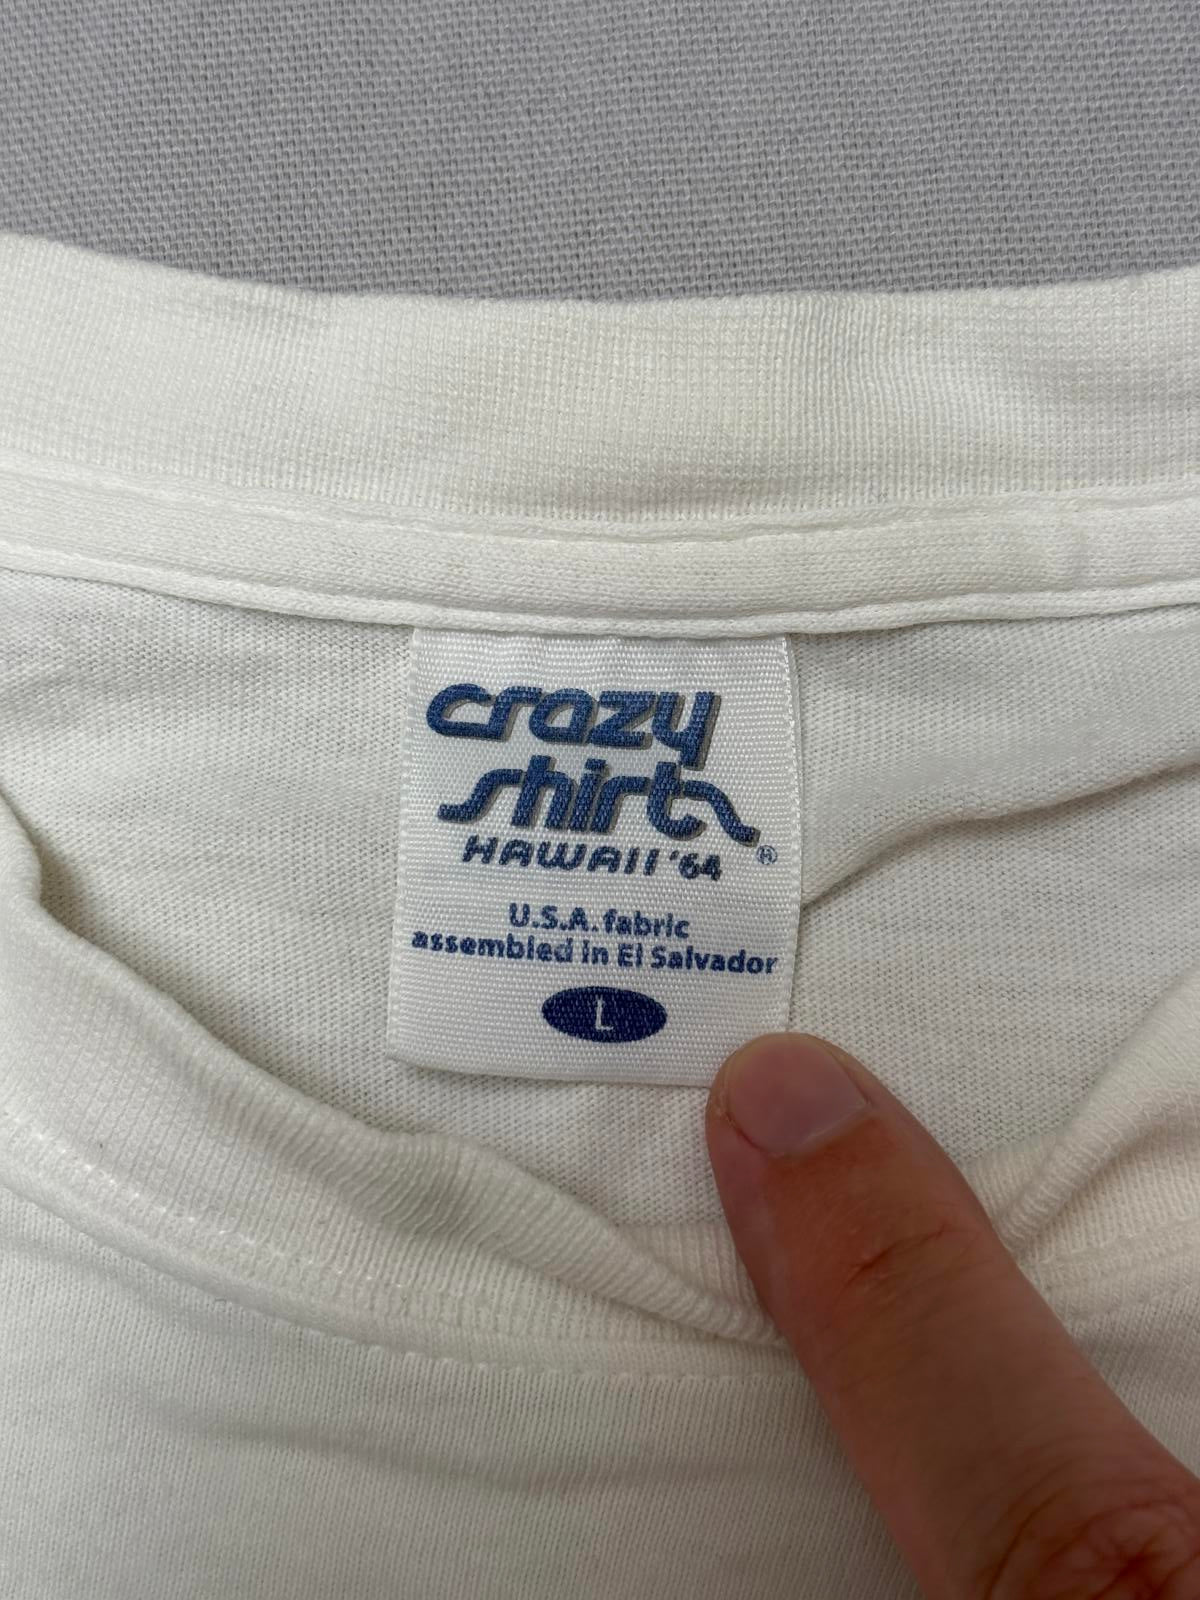 crazy
shirts
HAWAII '64
®
U.S.A. fabric
assembled in El Salvador
L